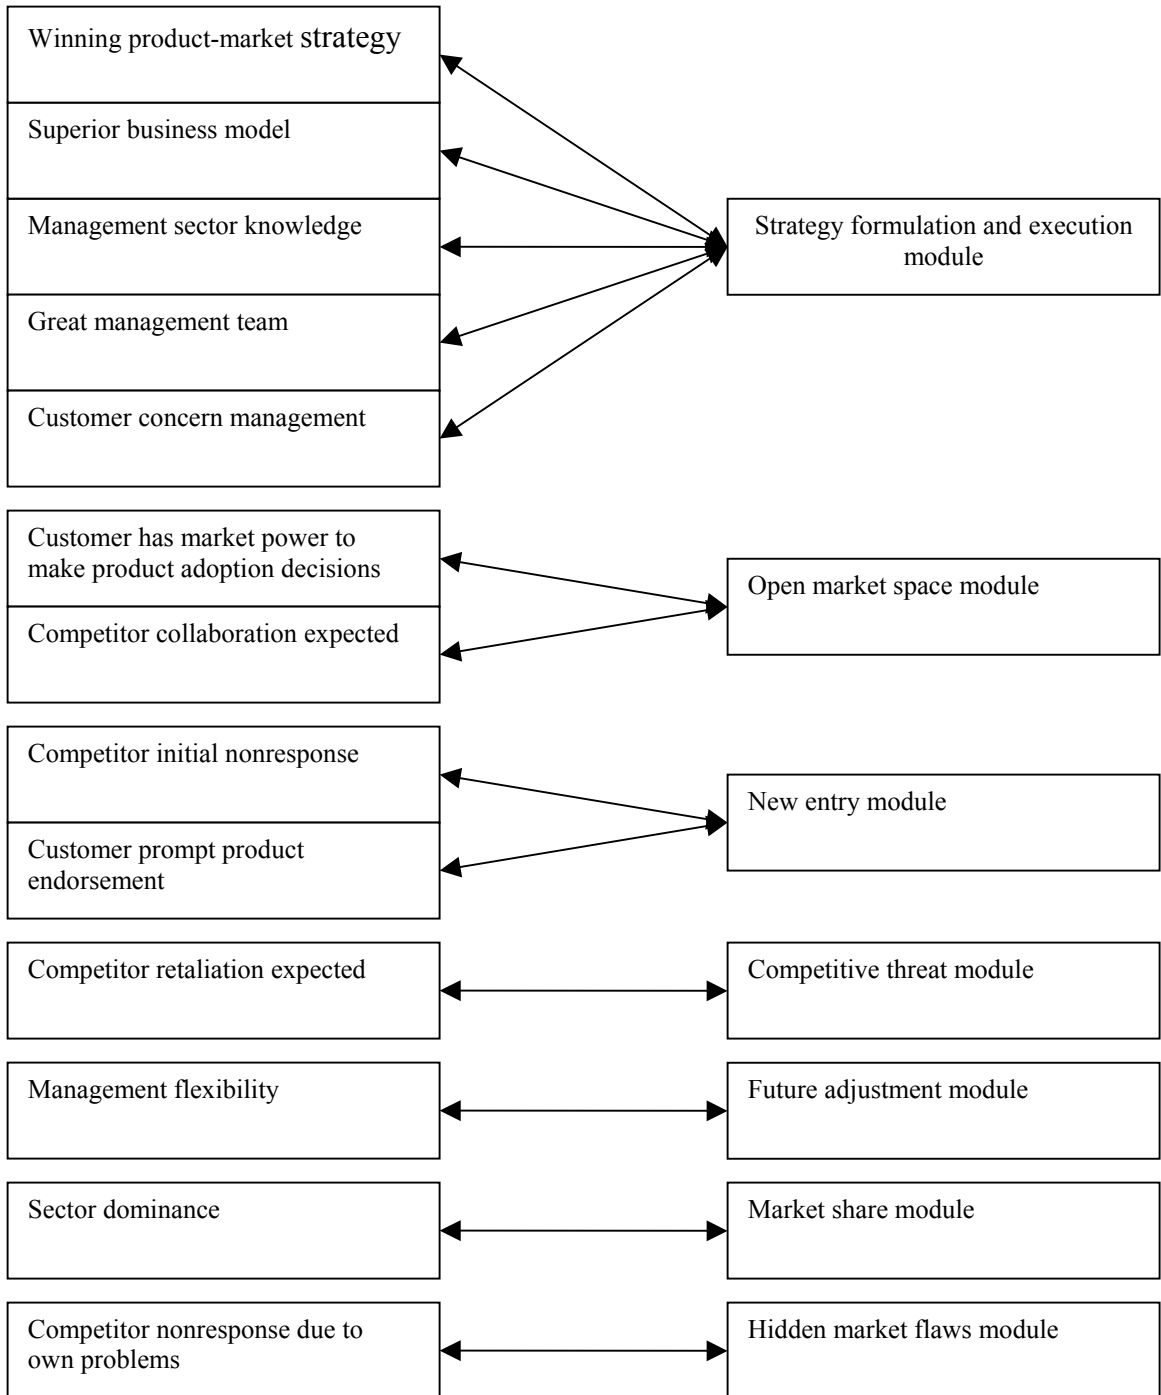 Winning product-market strategy
Superior business model
Management sector knowledge
Great management team
Customer concern management
Strategy formulation and execution
module
Customer has market power to
make product adoption decisions
Competitor collaboration expected
Open market space module
Competitor initial nonresponse
Customer prompt product
endorsement
New entry module
Competitor retaliation expected
Competitive threat module
Management flexibility
Future adjustment module
Sector dominance
Market share module
Competitor nonresponse due to
own problems
Hidden market flaws module